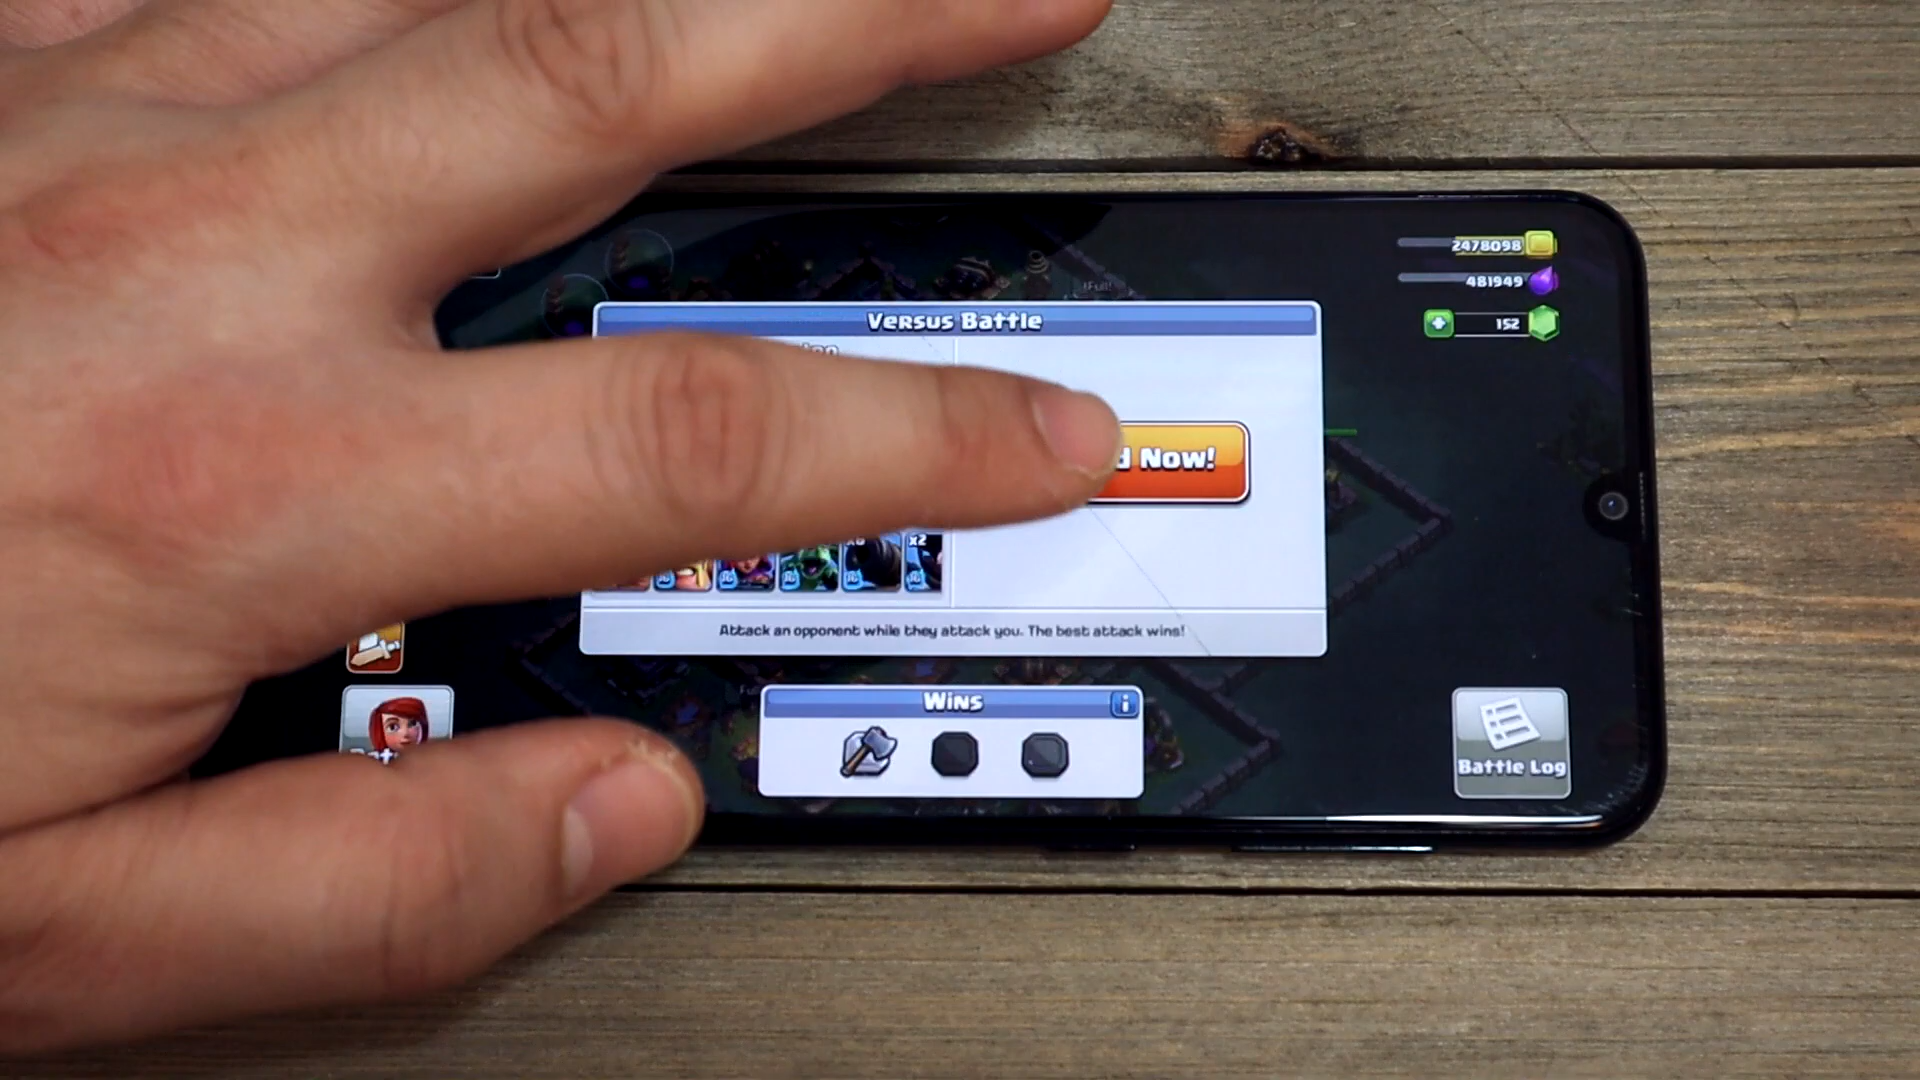 2478098
481949
152
!Full!
Versus Battle
Now!
x2
Attack an opponent while they attack you. The best attack wins!
Wins
i
Battle Log